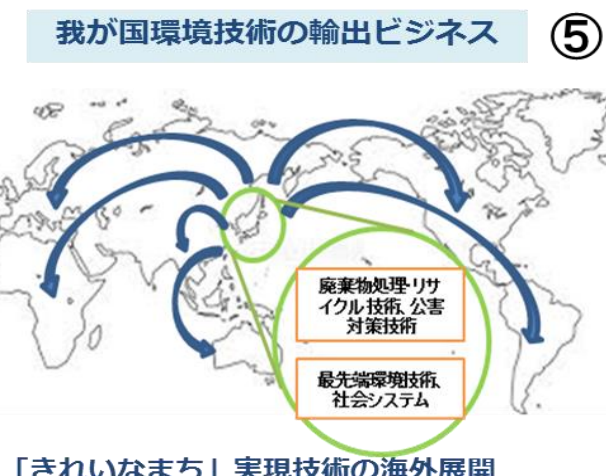 我が国環境技術の輸出ビジネス ⑤
廃棄物処理・リサ
イクル技術、公害
対策技術
最先端環境技術、
社会システム
「きれいなまち」実現技術の海外展開